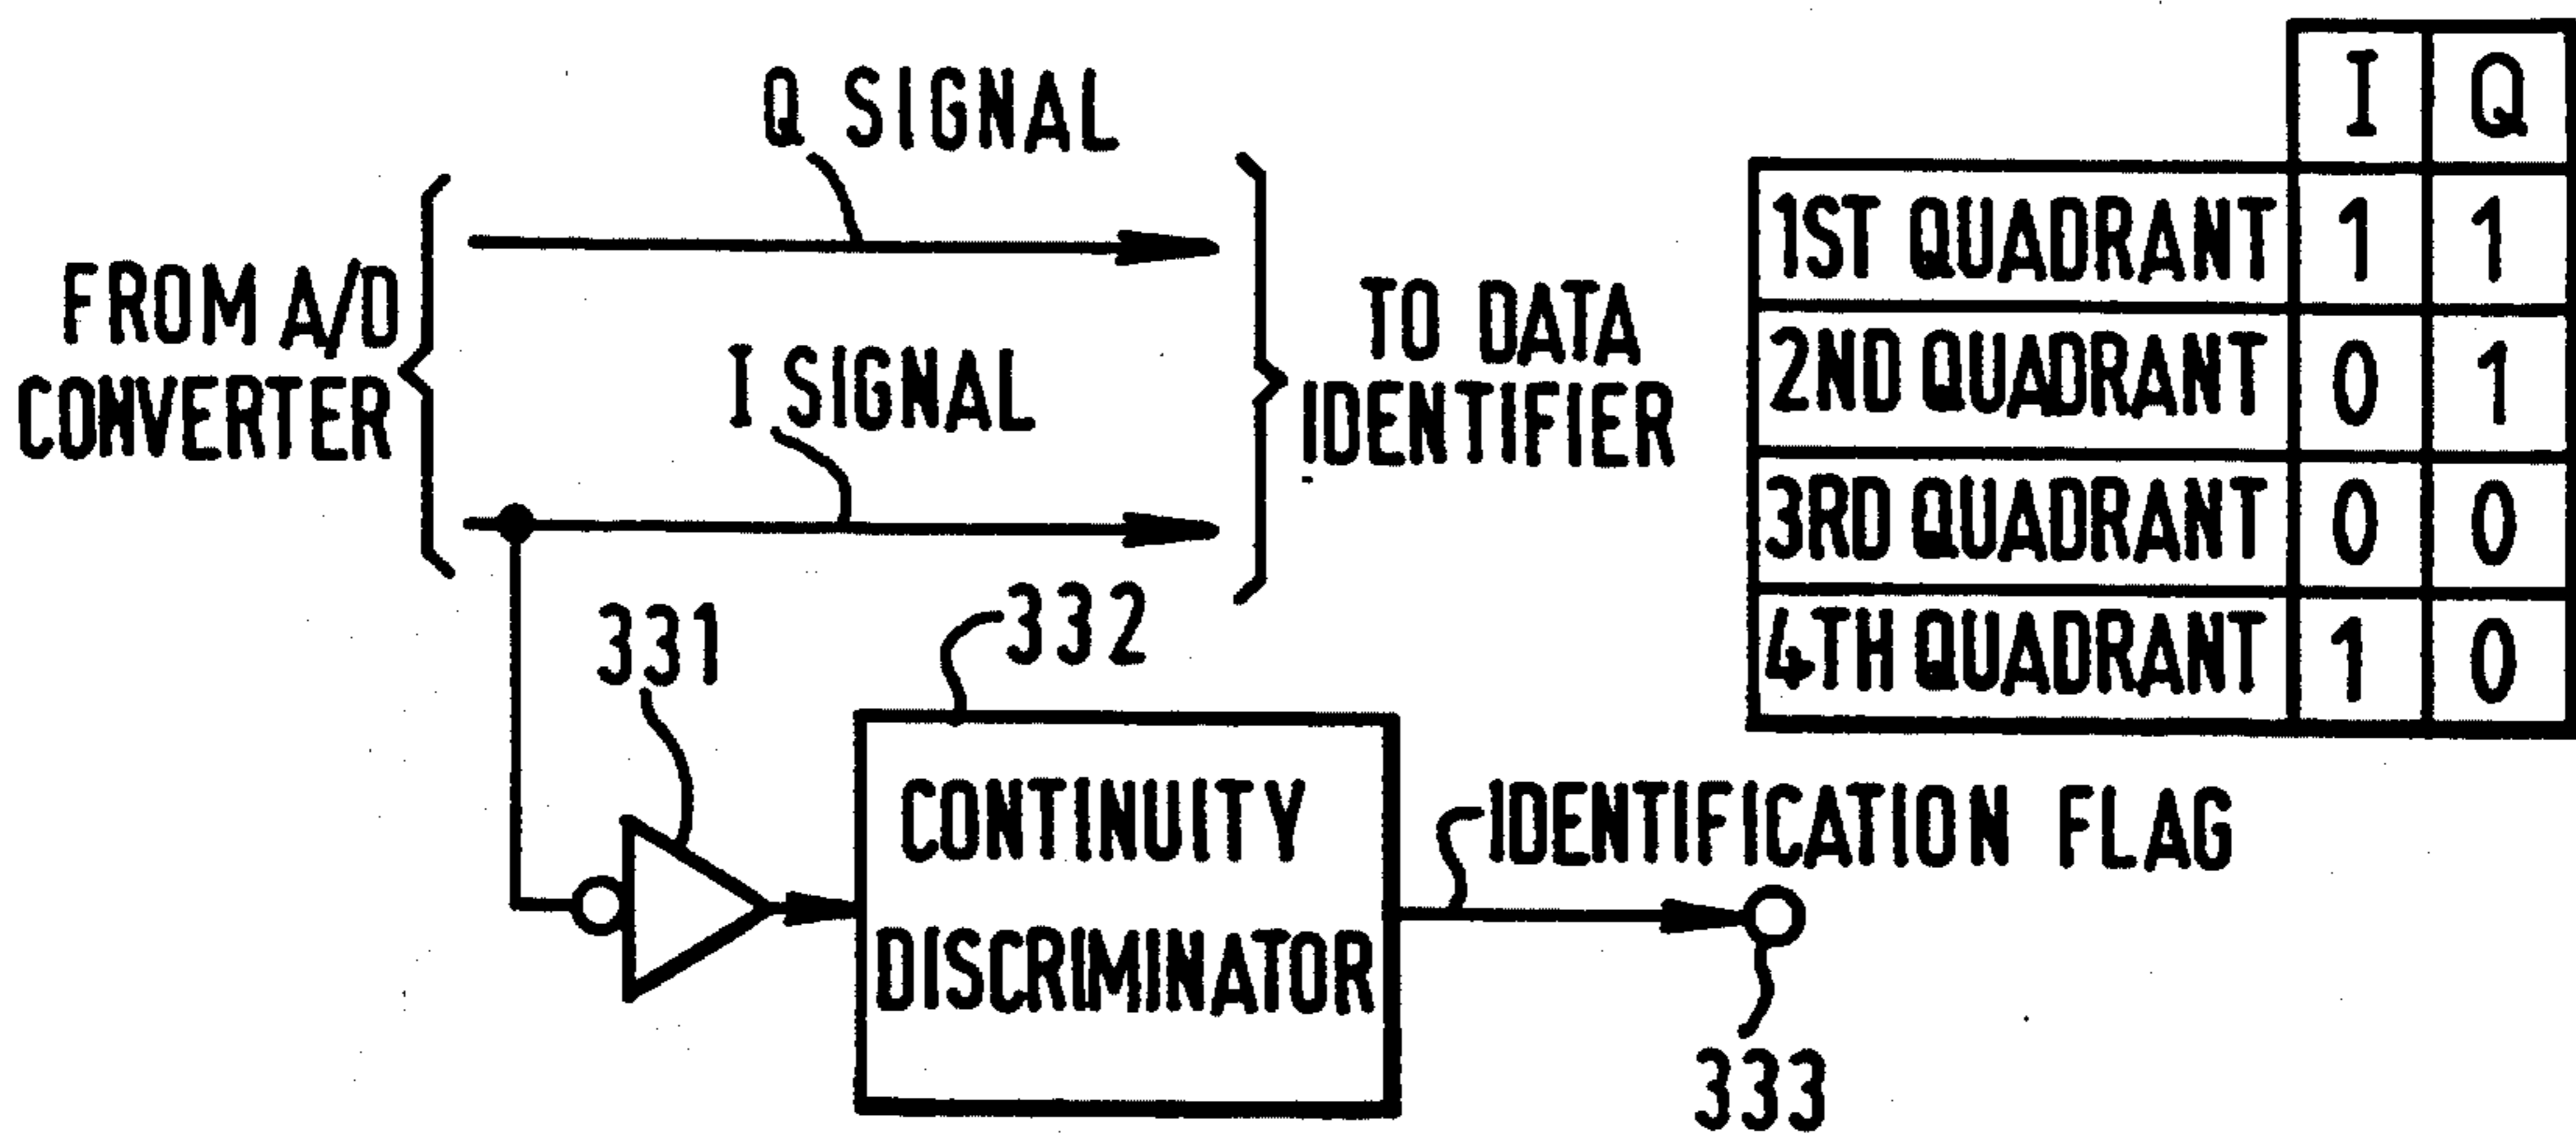 Q SIGNAL
FROM A/D
CONVERTER
I SIGNAL
TO DATA
IDENTIFIER
331
332
CONTINUITY
DISCRIMINATOR
IDENTIFICATION FLAG
333
I Q
1ST QUADRANT 1 1
2ND QUADRANT 0 1
3RD QUADRANT 0 0
4TH QUADRANT 1 0